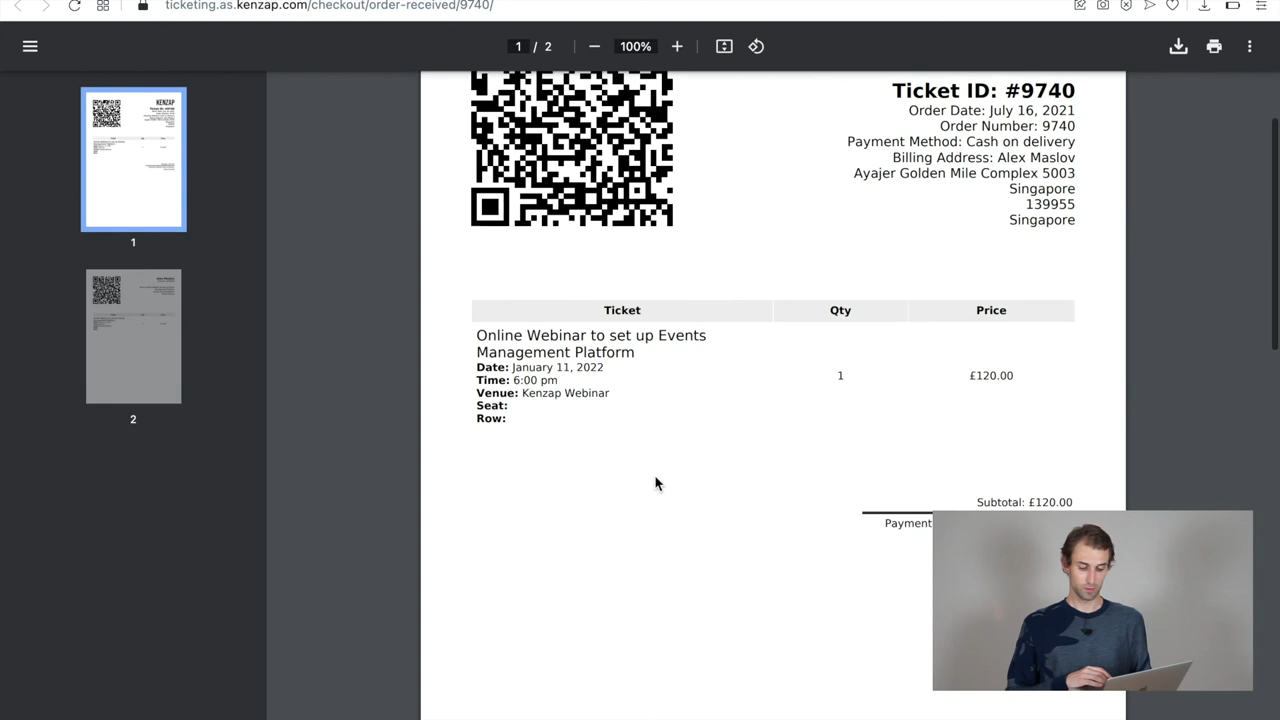 ticketing.as.kenzap.com/checkout/order-received/9740/
1 / 2
100%
KENZAP
1
2
Ticket ID: #9740
Order Date: July 16, 2021
Order Number: 9740
Payment Method: Cash on delivery
Billing Address: Alex Maslov
Ayajer Golden Mile Complex 5003
Singapore
139955
Singapore
Ticket Qty Price
Online Webinar to set up Events
Management Platform
Date: January 11, 2022
Time: 6:00 pm
Venue: Kenzap Webinar
Seat:
Row:
1
£120.00
Subtotal: £120.00
Payment